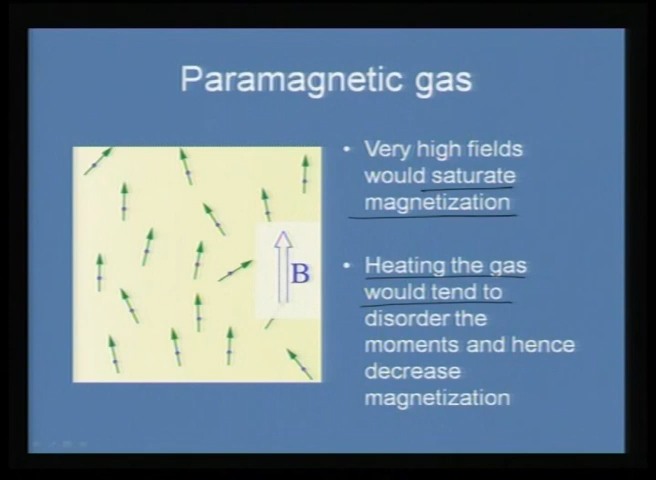 Paramagnetic gas
• Very high fields
would saturate
magnetization
• Heating the gas
would tend to
disorder the
moments and hence
decrease
magnetization
B